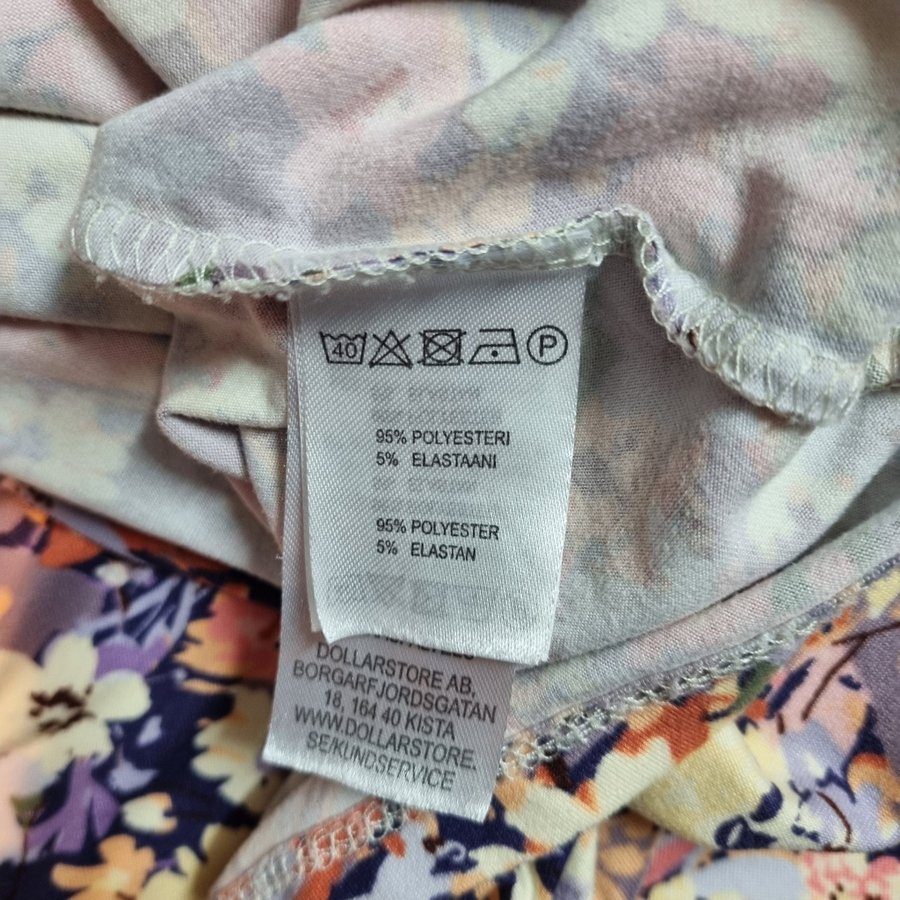 40 P
95% POLYESTERI
5% ELASTAANI
95% POLYESTER
5% ELASTAN
DOLLARSTORE AB,
BORGARFJORDSGATAN
18, 164 40 KISTA
WWW.DOLLARSTORE.
SE/KUNDSERVICE